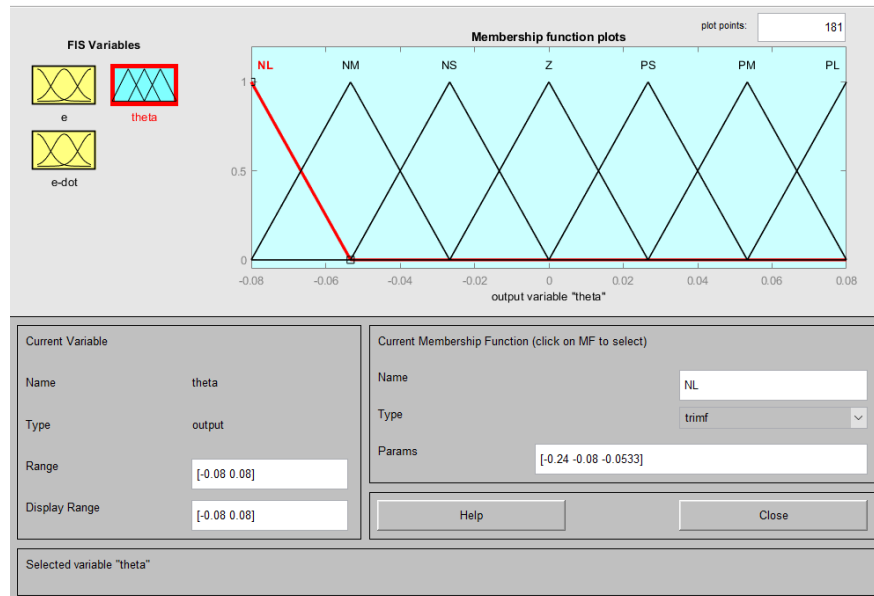 plot points:
181
FIS Variables
Membership function plots
e
theta
e-dot
NL NM NS Z PS PM PL
1
0.5
0
-0.08 -0.06 -0.04 -0.02 0 0.02 0.04 0.06 0.08
output variable "theta"
Current Variable
Name theta
Type output
Range [-0.08 0.08]
Display Range [-0.08 0.08]
Current Membership Function (click on MF to select)
Name NL
Type trimf
Params [-0.24 -0.08 -0.0533]
Help Close
Selected variable "theta"